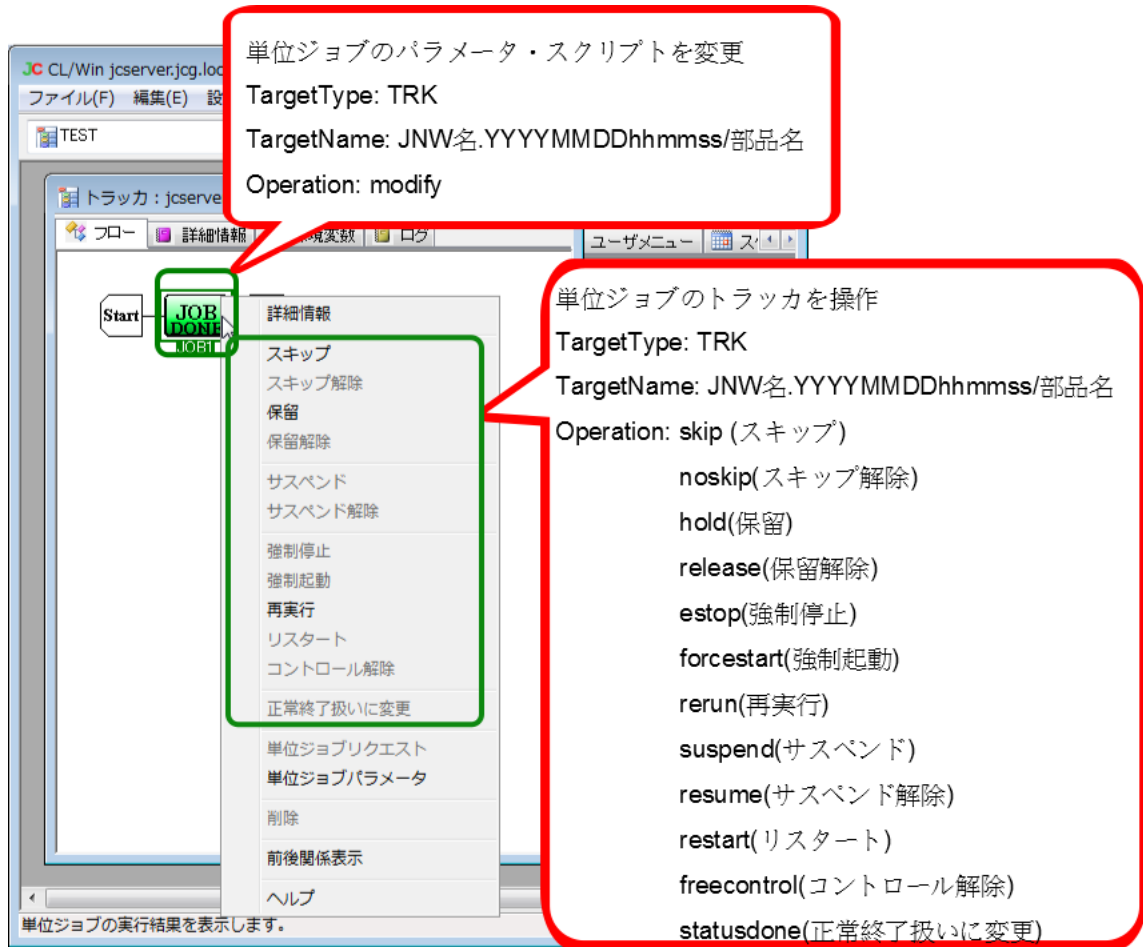 単位ジョブのパラメータ・スクリプトを変更
TargetType: TRK
TargetName: JNW名.YYYYMMDDhhmmss/部品名
Operation: modify
JC CL/Win jcserver.jcg.loc
ファイル(F) 編集(E) 設
TEST
トラッカ : jcserve
フロー 詳細情報 境変数 ログ
ユーザメニュー
Start
JOB
DONE
JOB1
詳細情報
スキップ
スキップ解除
保留
保留解除
サスペンド
サスペンド解除
強制停止
強制起動
再実行
リスタート
コントロール解除
正常終了扱いに変更
単位ジョブリクエスト
単位ジョブパラメータ
削除
前後関係表示
ヘルプ
単位ジョブの実行結果を表示します。
単位ジョブのトラッカを操作
TargetType: TRK
TargetName: JNW名.YYYYMMDDhhmmss/部品名
Operation: skip (スキップ)
noskip(スキップ解除)
hold(保留)
release(保留解除)
estop(強制停止)
forcestart(強制起動)
rerun(再実行)
suspend(サスペンド)
resume(サスペンド解除)
restart(リスタート)
freecontrol(コントロール解除)
statusdone(正常終了扱いに変更)